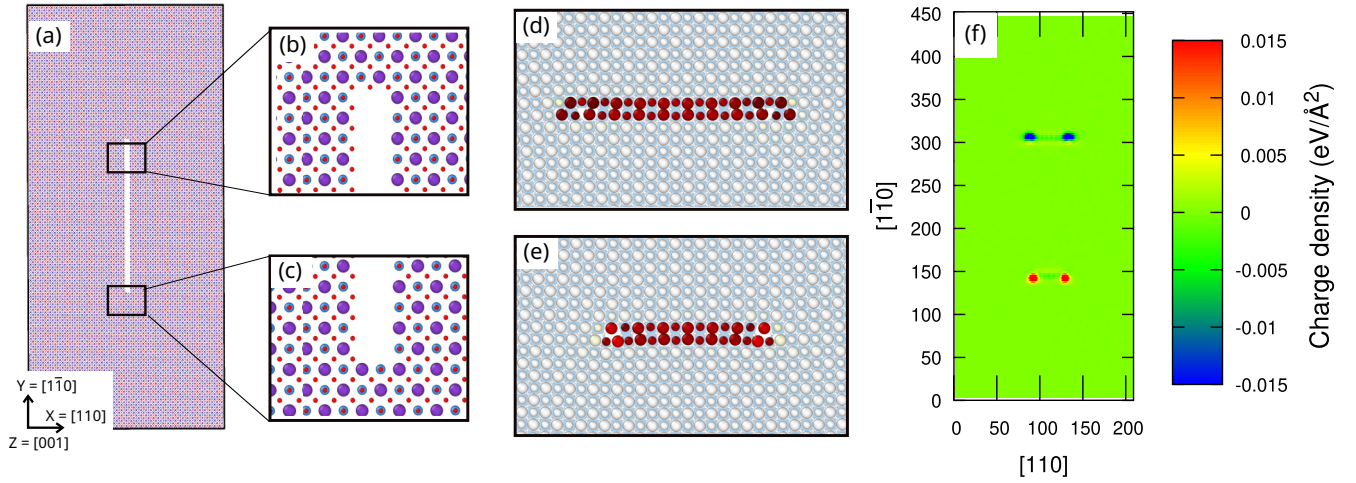 (a)
Y = [11̅0]
X = [110]
Z = [001]
(b)
(c)
(d)
(e)
(f)
450
400
350
300
250
200
150
100
50
0
[11̅0]
0 50 100 150 200
[110]
0.015
0.01
0.005
0
-0.005
-0.01
-0.015
Charge density (eV/Å²)